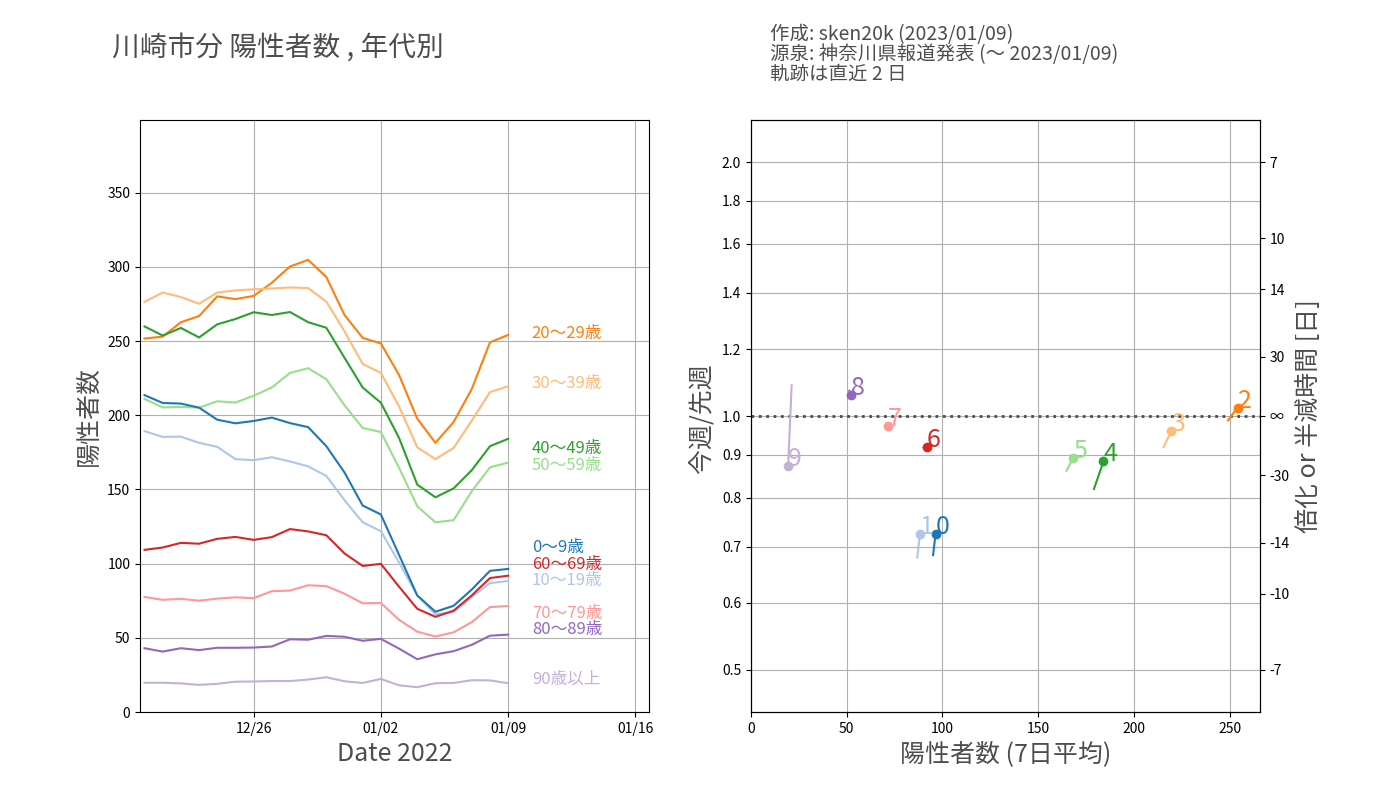 川崎市分 陽性者数 , 年代別
作成: sken20k (2023/01/09)
源泉: 神奈川県報道発表 (〜 2023/01/09)
軌跡は直近 2 日
陽性者数
350
300
250
200
150
100
50
0
12/26
01/02
01/09
01/16
Date 2022
20〜29歳
30〜39歳
40〜49歳
50〜59歳
0〜9歳
60〜69歳
10〜19歳
70〜79歳
80〜89歳
90歳以上
今週/先週
2.0
1.8
1.6
1.4
1.2
1.0
0.9
0.8
0.7
0.6
0.5
0
50
100
150
200
250
陽性者数 (7日平均)
8
7
6
9
1
0
5
4
3
2
7
10
14
30
∞
-30
-14
-10
-7
倍化 or 半減時間 [日]